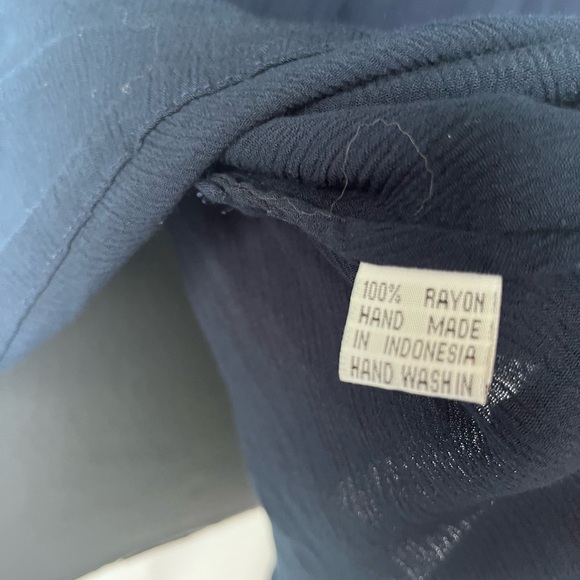 100% RAYON
HAND MADE
IN INDONESIA
HAND WASH IN